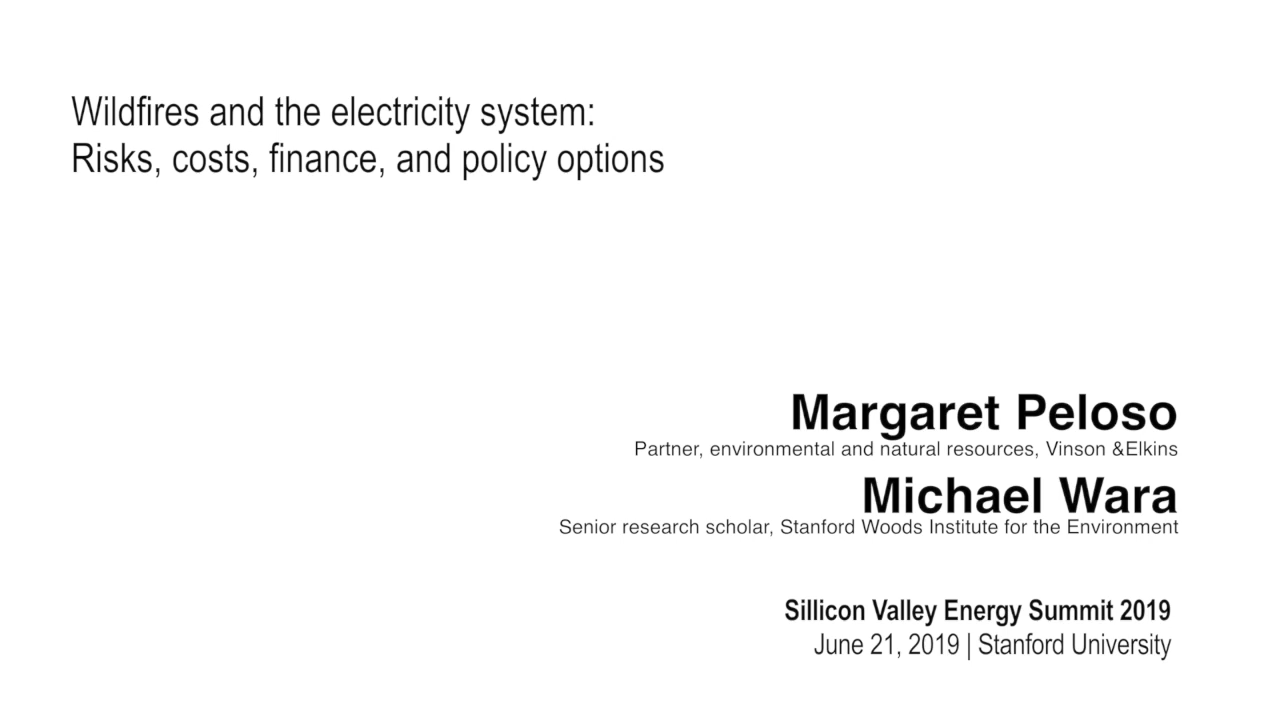 Wildfires and the electricity system:
Risks, costs, finance, and policy options
Margaret Peloso
Partner, environmental and natural resources, Vinson &Elkins
Michael Wara
Senior research scholar, Stanford Woods Institute for the Environment
Sillicon Valley Energy Summit 2019
June 21, 2019 | Stanford University